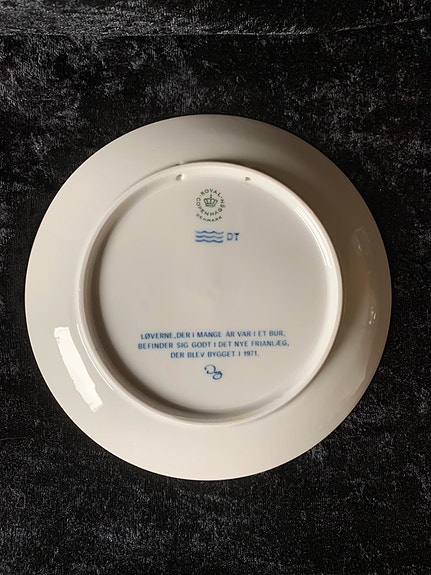 ROYAL
COPENHAGEN
DENMARK
DT
LØVERNE, DER I MANGE ÅR VAR I ET BUR,
BEFINDER SIG GODT I DET NYE FRIANLÆG,
DER BLEV BYGGET I 1971.